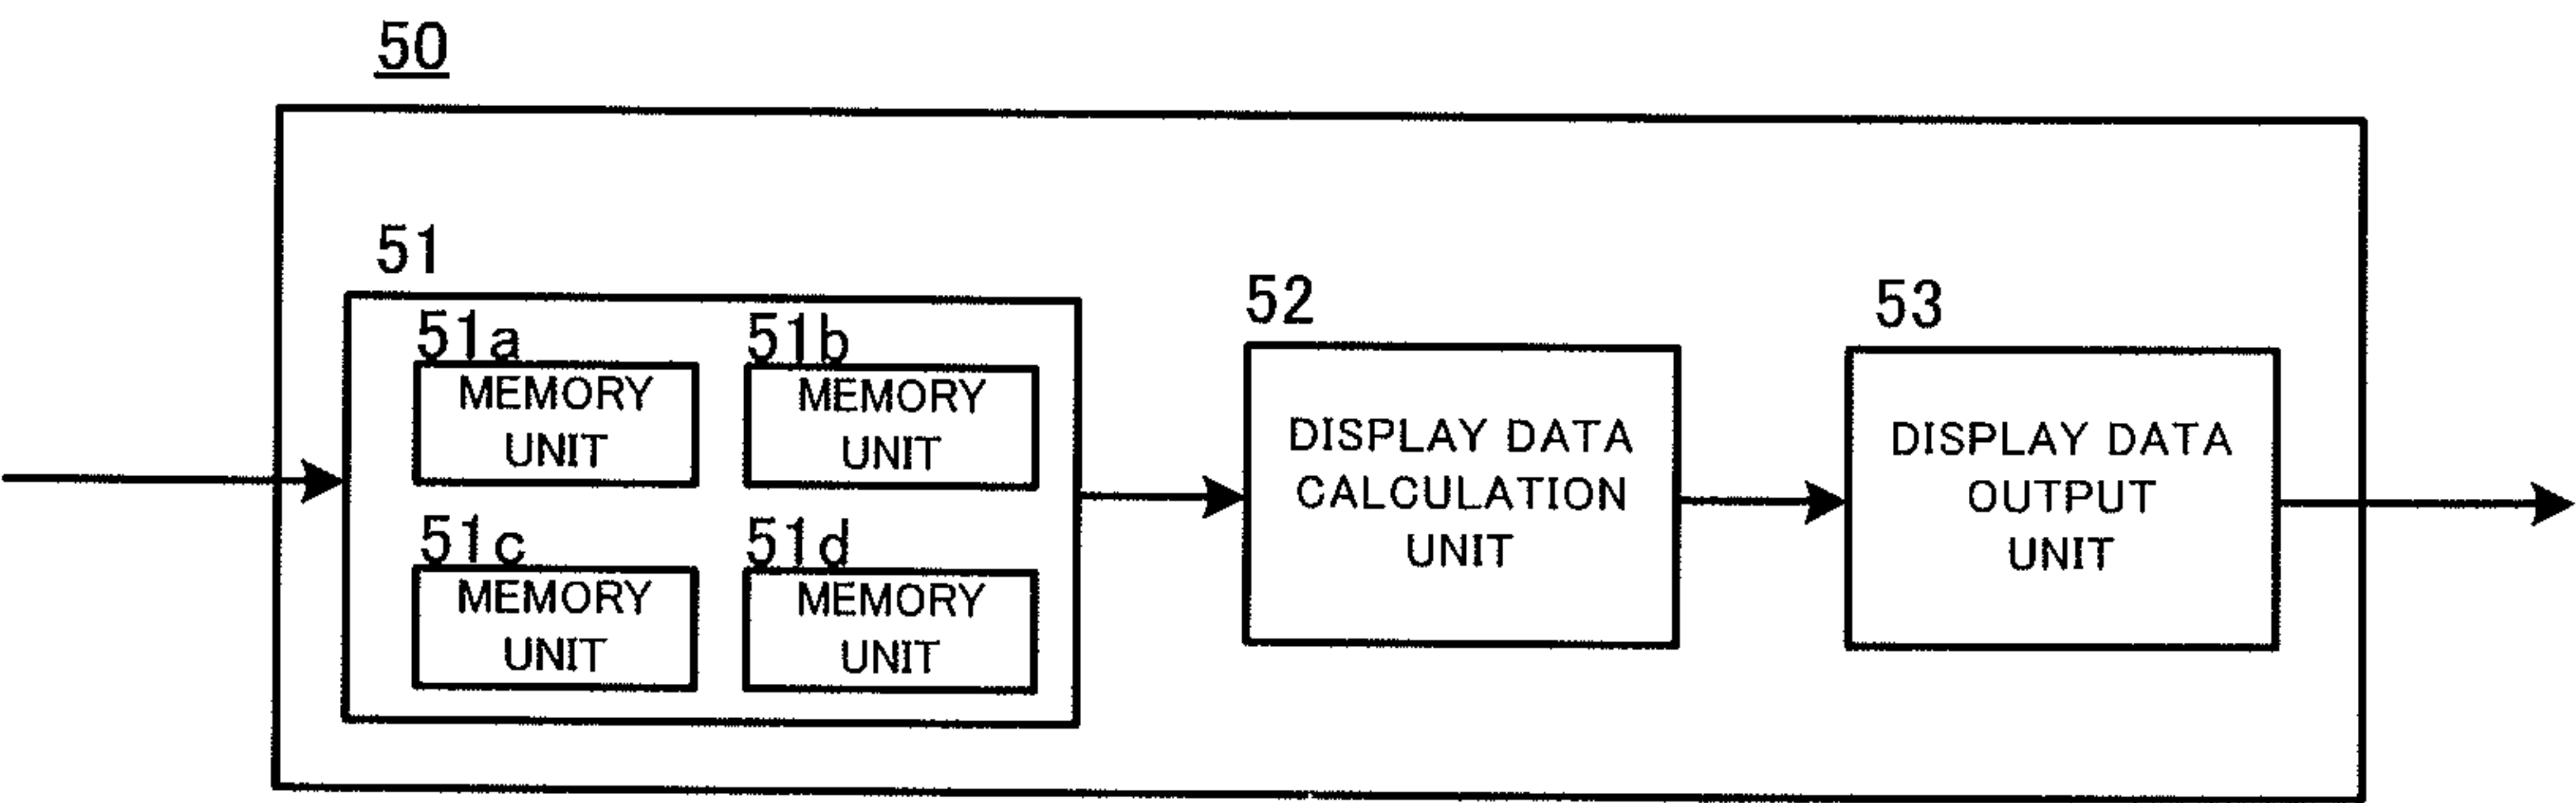 50
51
51a
MEMORY
UNIT
51b
MEMORY
UNIT
51c
MEMORY
UNIT
51d
MEMORY
UNIT
52
DISPLAY DATA
CALCULATION
UNIT
53
DISPLAY DATA
OUTPUT
UNIT